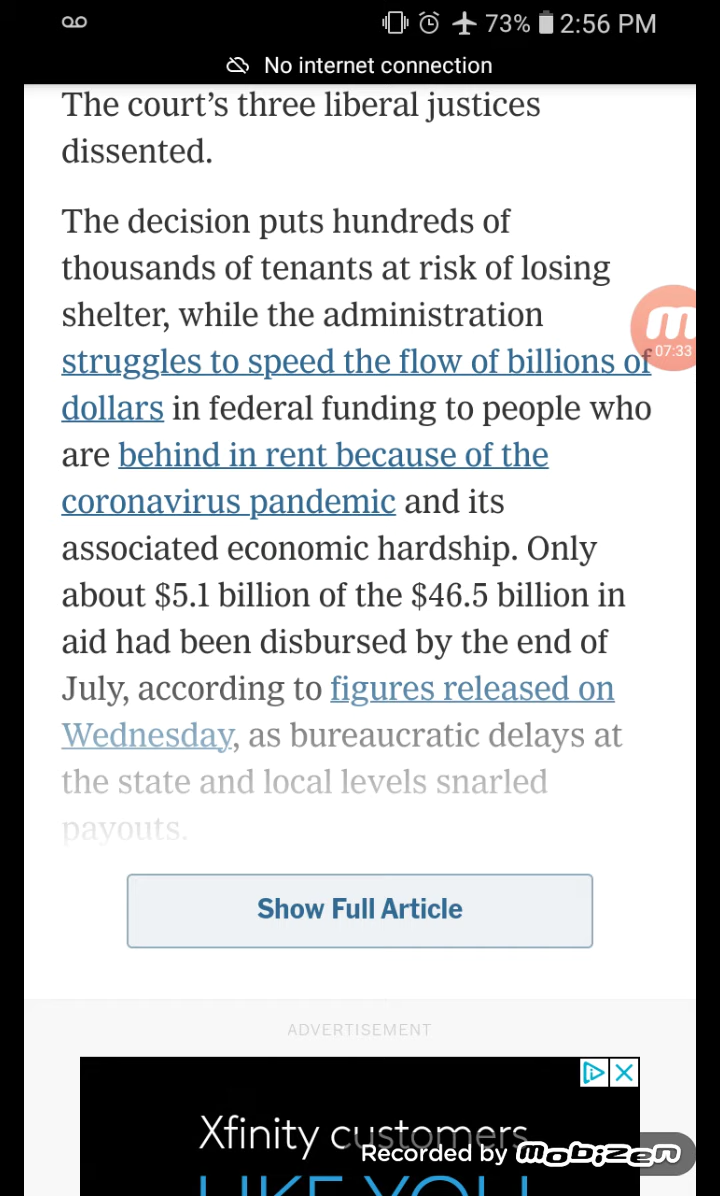 73% 2:56 PM
No internet connection
The court’s three liberal justices
dissented.
The decision puts hundreds of
thousands of tenants at risk of losing
shelter, while the administration
struggles to speed the flow of billions of
dollars in federal funding to people who
are behind in rent because of the
coronavirus pandemic and its
associated economic hardship. Only
about $5.1 billion of the $46.5 billion in
aid had been disbursed by the end of
July, according to figures released on
Wednesday, as bureaucratic delays at
the state and local levels snarled
payouts.
07:33
Show Full Article
ADVERTISEMENT
Xfinity customers
LIKE YOU
Recorded by mobizen